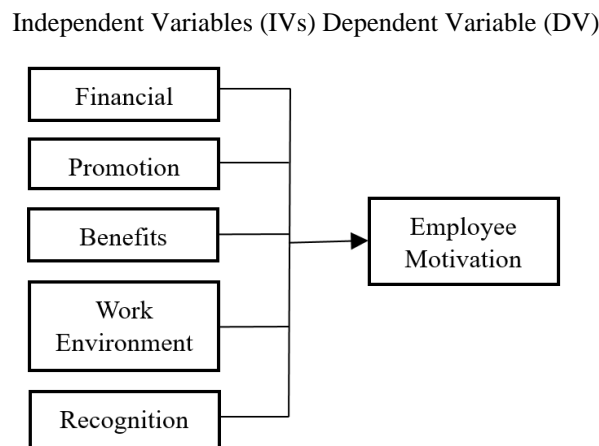 Independent Variables (IVs) Dependent Variable (DV)
Financial
Promotion
Benefits
Work
Environment
Recognition
Employee
Motivation